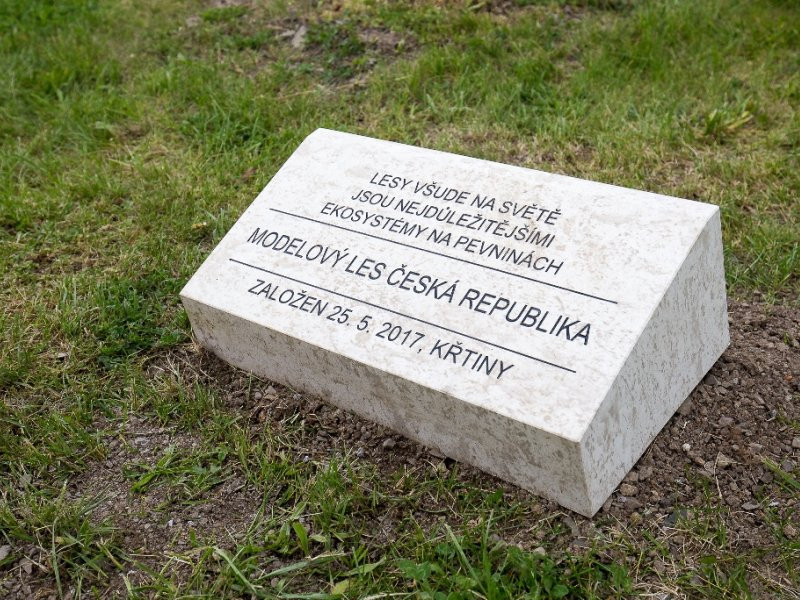 LESY VŠUDE NA SVĚTĚ
JSOU NEJDŮLEŽITĚJŠÍMI
EKOSYSTÉMY NA PEVNINÁCH
MODELOVÝ LES ČESKÁ REPUBLIKA
ZALOŽEN 25. 5. 2017, KŘTINY